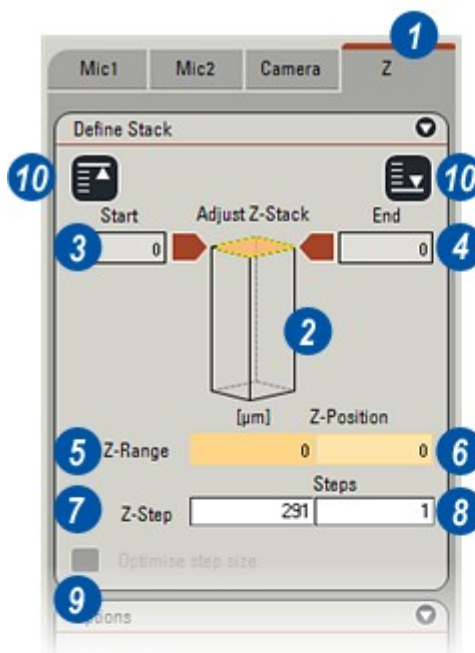 1
Mic1 Mic2 Camera Z
Define Stack
10 10
Start Adjust Z-Stack End
3 0 0 4
2
[µm] Z-Position
5 Z-Range 0 0 6
Steps
7 Z-Step 291 1 8
Optimise step size
9
ptions